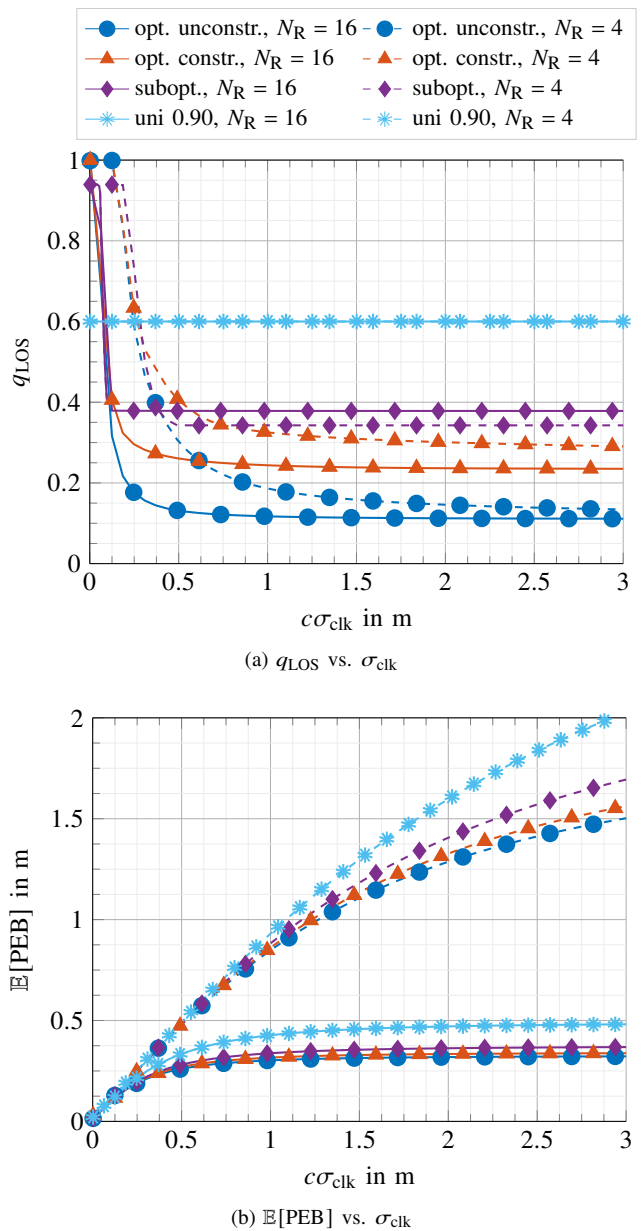 opt. unconstr., N_R = 16 opt. unconstr., N_R = 4
opt. constr., N_R = 16 opt. constr., N_R = 4
subopt., N_R = 16 subopt., N_R = 4
uni 0.90, N_R = 16 uni 0.90, N_R = 4
1
0.8
0.6
0.4
0.2
0
q_LOS
0 0.5 1 1.5 2 2.5 3
cσ_clk in m
(a) q_LOS vs. σ_clk
2
1.5
1
0.5
0
𝔼[PEB] in m
0 0.5 1 1.5 2 2.5 3
cσ_clk in m
(b) 𝔼[PEB] vs. σ_clk